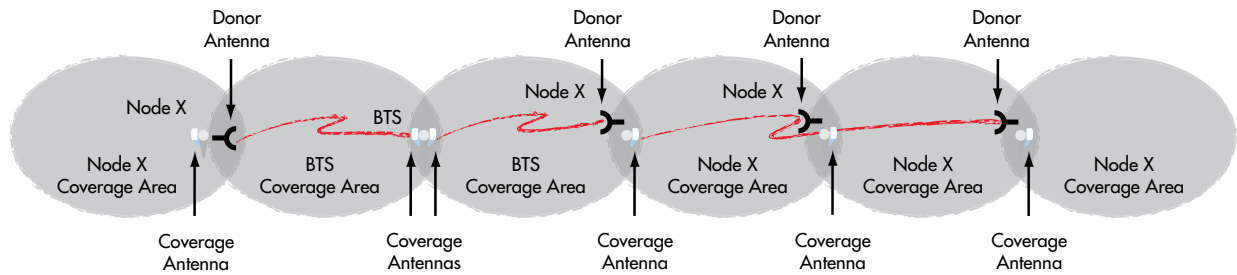 Donor
Antenna
Donor
Antenna
Donor
Antenna
Donor
Antenna
Node X
BTS
Node X
Node X
Node X
Coverage Area
BTS
Coverage Area
BTS
Coverage Area
Node X
Coverage Area
Node X
Coverage Area
Node X
Coverage Area
Coverage
Antenna
Coverage
Antennas
Coverage
Antenna
Coverage
Antenna
Coverage
Antenna